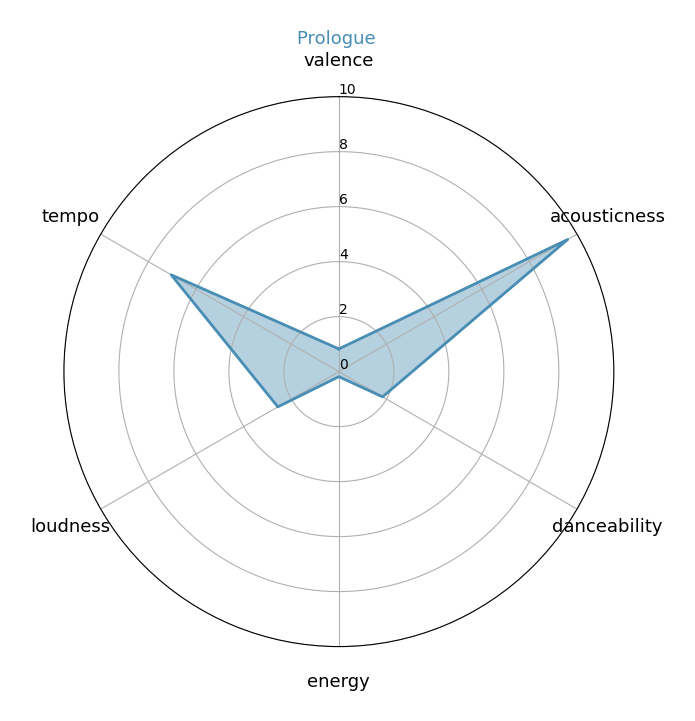 Prologue
valence
10
8
6
4
2
0
tempo
acousticness
loudness
danceability
energy